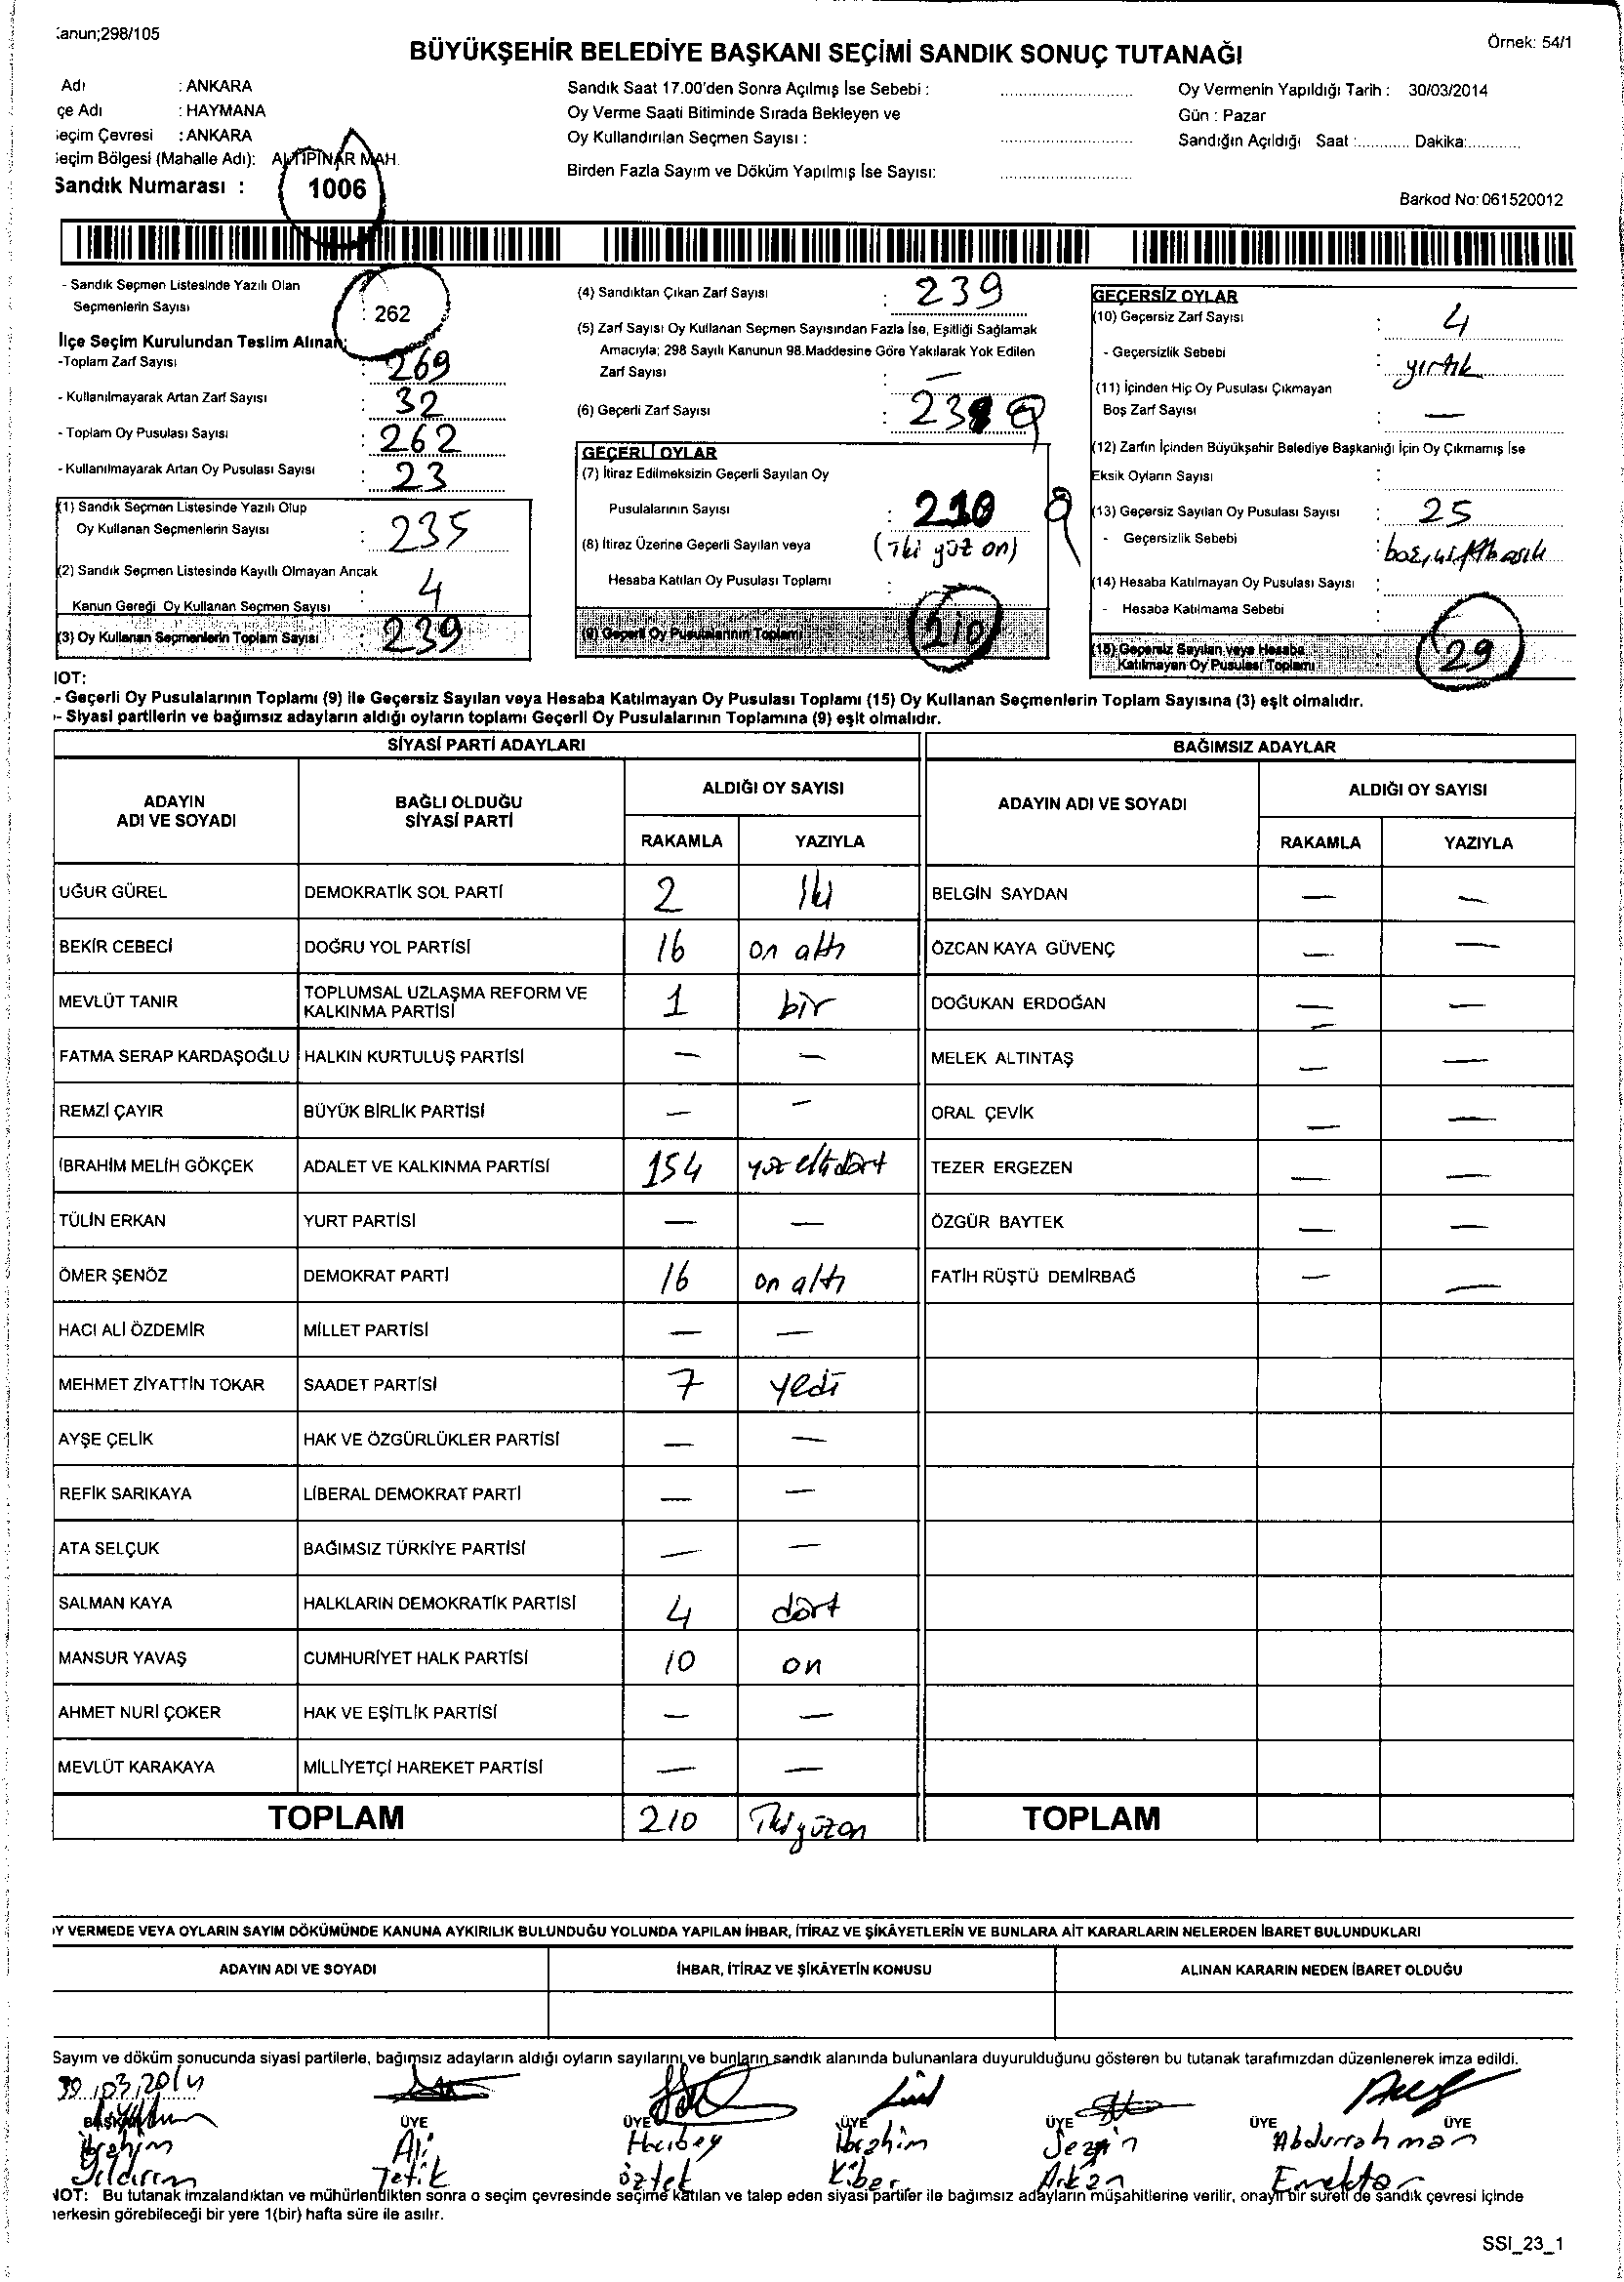 :anun;298/105
Örnek: 54/1
BÜYÜKŞEHİR BELEDİYE BAŞKANI SEÇİMİ SANDIK SONUÇ TUTANAĞI
Adı : ANKARA
çe Adı : HAYMANA
seçim Çevresi : ANKARA
seçim Bölgesi (Mahalle Adı): ALTIPINAR MAH.
Sandık Numarası : 1006
Sandık Saat 17.00'den Sonra Açılmış İse Sebebi :
Oy Verme Saati Bitiminde Sırada Bekleyen ve
Oy Kullandırılan Seçmen Sayısı :
Birden Fazla Sayım ve Döküm Yapılmış İse Sayısı:
Oy Vermenin Yapıldığı Tarih : 30/03/2014
Gün : Pazar
Sandığın Açıldığı Saat :............ Dakika:............
Barkod No: 061520012
- Sandık Seçmen Listesinde Yazılı Olan
Seçmenlerin Sayısı : 262
İlçe Seçim Kurulundan Teslim Alınan;
-Toplam Zarf Sayısı : 269
- Kullanılmayarak Artan Zarf Sayısı : 32
- Toplam Oy Pusulası Sayısı : 262
- Kullanılmayarak Artan Oy Pusulası Sayısı : 23
(1) Sandık Seçmen Listesinde Yazılı Olup
Oy Kullanan Seçmenlerin Sayısı : 235
(2) Sandık Seçmen Listesinde Kayıtlı Olmayan Ancak
Kanun Gereği Oy Kullanan Seçmen Sayısı : 4
(3) Oy Kullanan Seçmenlerin Toplam Sayısı : 239
(4) Sandıktan Çıkan Zarf Sayısı : 239
(5) Zarf Sayısı Oy Kullanan Seçmen Sayısından Fazla İse, Eşitliği Sağlamak
Amacıyla; 298 Sayılı Kanunun 98.Maddesine Göre Yakılarak Yok Edilen
Zarf Sayısı : —
(6) Geçerli Zarf Sayısı : 239
GEÇERLİ OYLAR
(7) İtiraz Edilmeksizin Geçerli Sayılan Oy
Pusulalarının Sayısı : 210
(iki yüz on)
(8) İtiraz Üzerine Geçerli Sayılan veya
Hesaba Katılan Oy Pusulası Toplamı :
(9) Geçerli Oy Pusulalarının Toplamı 210
GEÇERSİZ OYLAR
(10) Geçersiz Zarf Sayısı : 4
- Geçersizlik Sebebi : yırtık
(11) İçinden Hiç Oy Pusulası Çıkmayan
Boş Zarf Sayısı : —
(12) Zarfın İçinden Büyükşehir Belediye Başkanlığı İçin Oy Çıkmamış İse
Eksik Oyların Sayısı :
(13) Geçersiz Sayılan Oy Pusulası Sayısı : 25
- Geçersizlik Sebebi :
(14) Hesaba Katılmayan Oy Pusulası Sayısı :
- Hesaba Katılmama Sebebi :
(15) Geçersiz Sayılan veya Hesaba
Katılmayan Oy Pusulası Toplamı : 29
IOT:
.- Geçerli Oy Pusulalarının Toplamı (9) ile Geçersiz Sayılan veya Hesaba Katılmayan Oy Pusulası Toplamı (15) Oy Kullanan Seçmenlerin Toplam Sayısına (3) eşit olmalıdır.
- Siyasi partilerin ve bağımsız adayların aldığı oyların toplamı Geçerli Oy Pusulalarının Toplamına (9) eşit olmalıdır.
SİYASİ PARTİ ADAYLARI BAĞIMSIZ ADAYLAR
ADAYIN ADI VE SOYADI BAĞLI OLDUĞU SİYASİ PARTİ ALDIĞI OY SAYISI ADAYIN ADI VE SOYADI ALDIĞI OY SAYISI
RAKAMLA YAZIYLA RAKAMLA YAZIYLA
UĞUR GÜREL DEMOKRATİK SOL PARTİ 2 iki BELGİN SAYDAN — —
BEKİR CEBECİ DOĞRU YOL PARTİSİ 16 on altı ÖZCAN KAYA GÜVENÇ — —
MEVLÜT TANIR TOPLUMSAL UZLAŞMA REFORM VE KALKINMA PARTİSİ 1 bir DOĞUKAN ERDOĞAN — —
FATMA SERAP KARDAŞOĞLU HALKIN KURTULUŞ PARTİSİ — — MELEK ALTINTAŞ — —
REMZİ ÇAYIR BÜYÜK BİRLİK PARTİSİ — — ORAL ÇEVİK — —
İBRAHİM MELİH GÖKÇEK ADALET VE KALKINMA PARTİSİ 154 yüz elli dört TEZER ERGEZEN — —
TÜLİN ERKAN YURT PARTİSİ — — ÖZGÜR BAYTEK — —
ÖMER ŞENÖZ DEMOKRAT PARTİ 16 on altı FATİH RÜŞTÜ DEMİRBAĞ — —
HACI ALİ ÖZDEMİR MİLLET PARTİSİ — —
MEHMET ZİYATTİN TOKAR SAADET PARTİSİ 7 yedi
AYŞE ÇELİK HAK VE ÖZGÜRLÜKLER PARTİSİ — —
REFİK SARIKAYA LİBERAL DEMOKRAT PARTİ — —
ATA SELÇUK BAĞIMSIZ TÜRKİYE PARTİSİ — —
SALMAN KAYA HALKLARIN DEMOKRATİK PARTİSİ 4 dört
MANSUR YAVAŞ CUMHURİYET HALK PARTİSİ 10 on
AHMET NURİ ÇOKER HAK VE EŞİTLİK PARTİSİ — —
MEVLÜT KARAKAYA MİLLİYETÇİ HAREKET PARTİSİ — —
TOPLAM 210 ikiyüzon TOPLAM
Y VERMEDE VEYA OYLARIN SAYIM DÖKÜMÜNDE KANUNA AYKIRILIK BULUNDUĞU YOLUNDA YAPILAN İHBAR, İTİRAZ VE ŞİKÂYETLERİN VE BUNLARA AİT KARARLARIN NELERDEN İBARET BULUNDUKLARI
ADAYIN ADI VE SOYADI İHBAR, İTİRAZ VE ŞİKÂYETİN KONUSU ALINAN KARARIN NEDEN İBARET OLDUĞU
Sayım ve döküm sonucunda siyasi partilerle, bağımsız adayların aldığı oyların sayılarını ve bunların sandık alanında bulunanlara duyurulduğunu gösteren bu tutanak tarafımızdan düzenlenerek imza edildi.
30/03/2014
BAŞKAN ÜYE ÜYE ÜYE ÜYE ÜYE ÜYE
İbrahim Ali İbrahim Sezgin Abdurrahman
Yıldırım Tetik öztek Kiber Arkan Emektar
NOT: Bu tutanak imzalandıktan ve mühürlendikten sonra o seçim çevresinde seçime katılan ve talep eden siyasi partiler ile bağımsız adayların müşahitlerine verilir, onaylı bir sureti de sandık çevresi içinde
herkesin görebileceği bir yere 1(bir) hafta süre ile asılır.
SSI_23_1